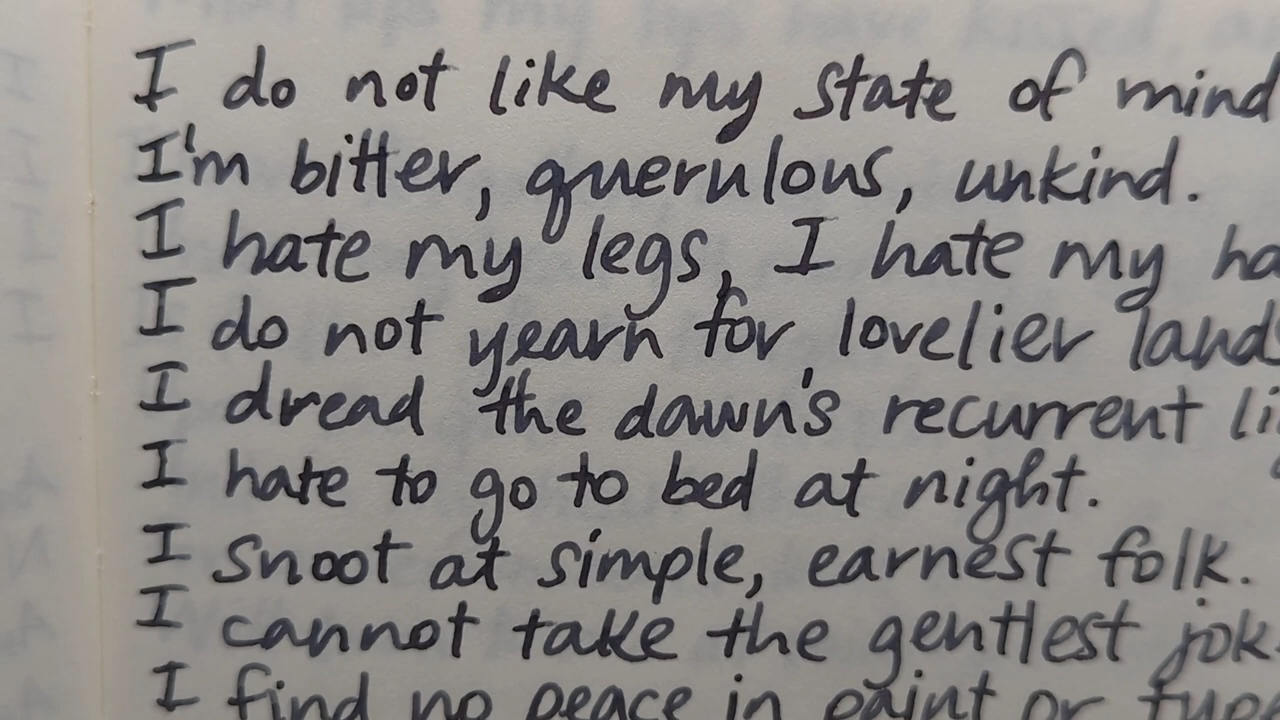 I do not like my state of mind
I'm bitter, querulous, unkind.
I hate my legs, I hate my
I do not yearn for lovelier lands
I dread the dawn's recurrent
I hate to go to bed at night.
I snoot at simple, earnest folk.
I cannot take the gentlest
I find no peace in paint or